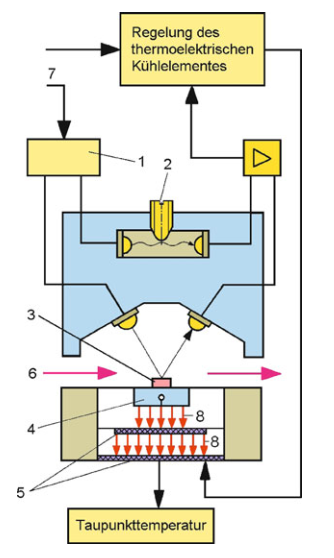 Regelung des
thermoelektrischen
Kühlelementes
7
1
2
3
6
4
8
8
5
Taupunkttemperatur